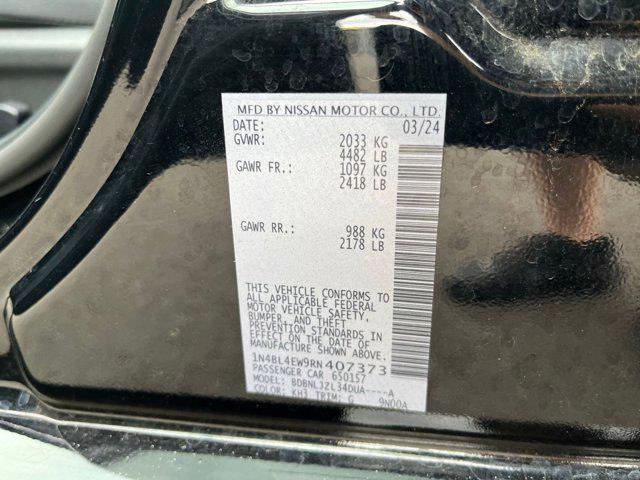 MFD BY NISSAN MOTOR CO., LTD.
DATE: 03/24
GVWR: 2033 KG
4482 LB
GAWR FR.: 1097 KG
2418 LB
GAWR RR.: 988 KG
2178 LB
THIS VEHICLE CONFORMS TO
ALL APPLICABLE FEDERAL
MOTOR VEHICLE SAFETY,
BUMPER, AND THEFT
PREVENTION STANDARDS IN
EFFECT ON THE DATE OF
MANUFACTURE SHOWN ABOVE.
1N4BL4EW9RN407373
PASSENGER CAR 650157
MODEL: BDBNLJZL34DUA----A
COLOR: KH3 TRIM: G 9N00A